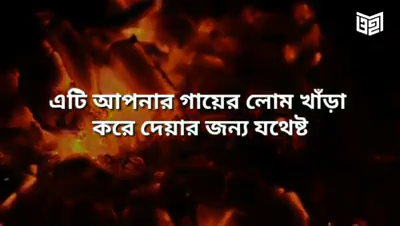 এটি আপনার গায়ের লোম খাঁড়া
করে দেয়ার জন্য যথেষ্ট